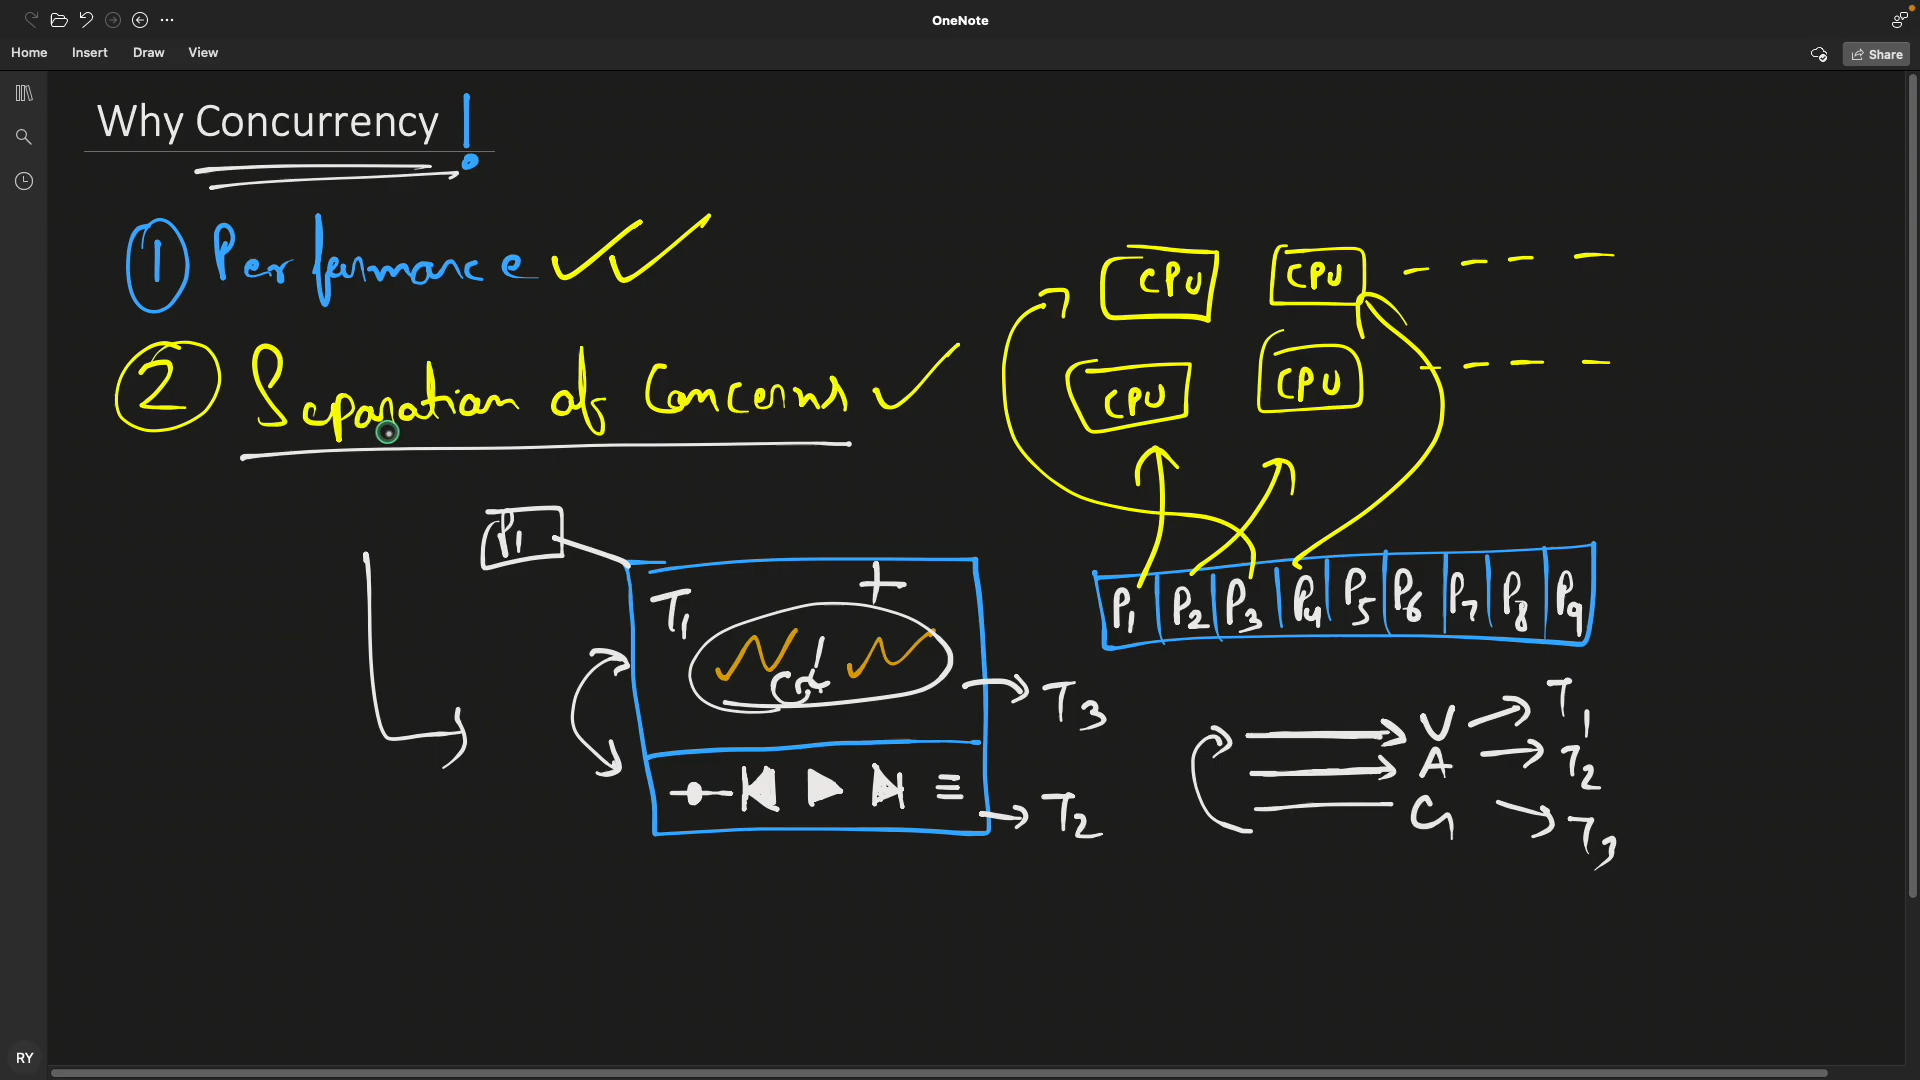 OneNote
Home Insert Draw View
Share
Why Concurrency !
1 Performance
2 Separation of Concerns
CPU CPU
CPU CPU
P1
P1 P2 P3 P4 P5 P6 P7 P8 P9
T1
T3
T2
V T1
A T2
G T3
RY